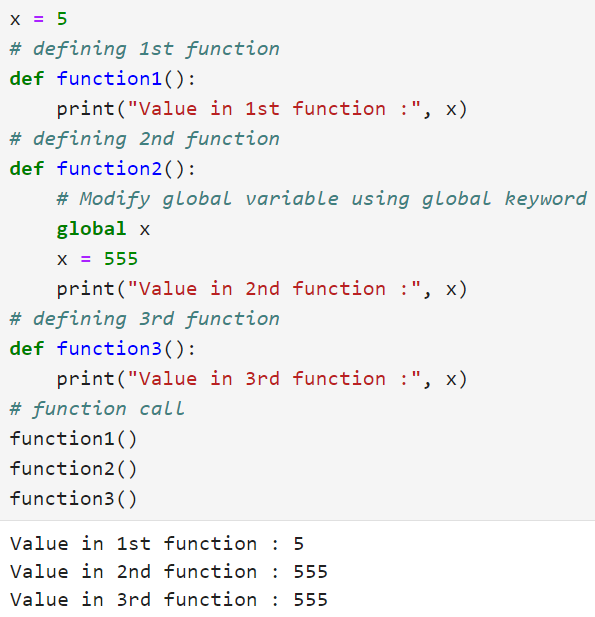 x = 5
# defining 1st function
def function1():
    print("Value in 1st function :", x)
# defining 2nd function
def function2():
    # Modify global variable using global keyword
    global x
    x = 555
    print("Value in 2nd function :", x)
# defining 3rd function
def function3():
    print("Value in 3rd function :", x)
# function call
function1()
function2()
function3()
Value in 1st function : 5
Value in 2nd function : 555
Value in 3rd function : 555